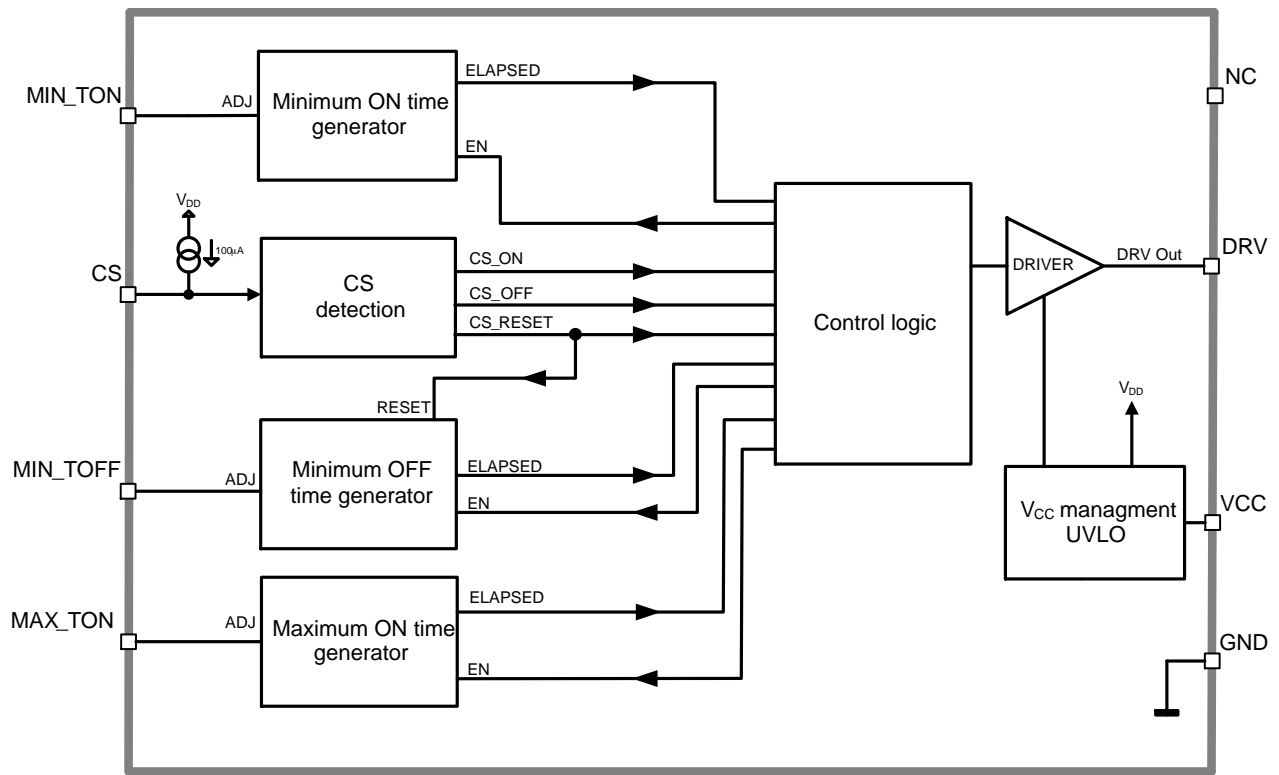 MIN_TON
ADJ
Minimum ON time
generator
ELAPSED
EN
NC
VDD
100μA
CS
CS
detection
CS_ON
CS_OFF
CS_RESET
Control logic
DRIVER
DRV Out
DRV
RESET
MIN_TOFF
ADJ
Minimum OFF
time generator
ELAPSED
EN
VDD
VCC managment
UVLO
VCC
MAX_TON
ADJ
Maximum ON time
generator
ELAPSED
EN
GND